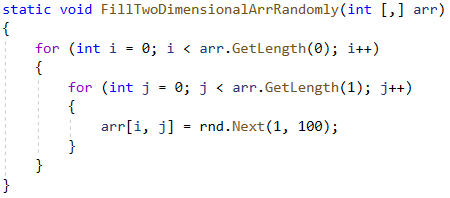 static void FillTwoDimensionalArrRandomly(int [,] arr)
{
    for (int i = 0; i < arr.GetLength(0); i++)
    {
        for (int j = 0; j < arr.GetLength(1); j++)
        {
            arr[i, j] = rnd.Next(1, 100);
        }
    }
}